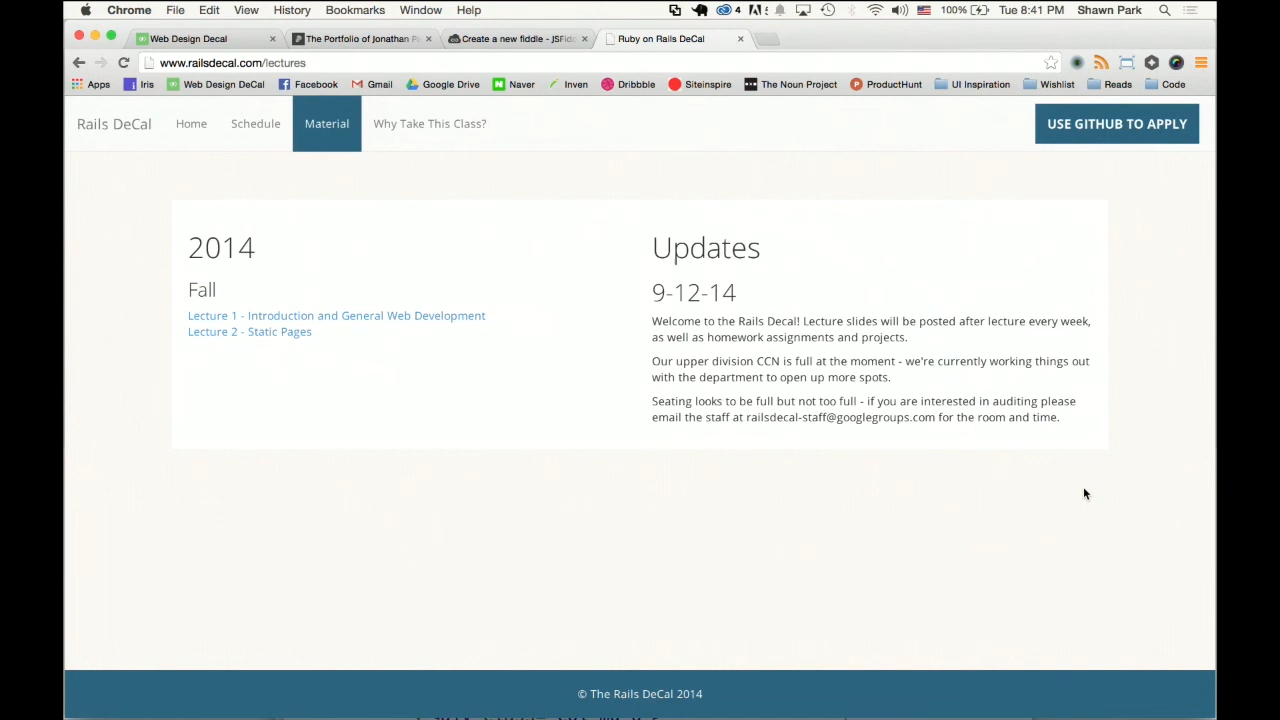 Chrome File Edit View History Bookmarks Window Help 4 100% Tue 8:41 PM Shawn Park
Web Design Decal The Portfolio of Jonathan Create a new fiddle - JSFid Ruby on Rails DeCal
www.railsdecal.com/lectures
Apps Iris Web Design DeCal Facebook Gmail Google Drive Naver Inven Dribbble Siteinspire The Noun Project ProductHunt UI Inspiration Wishlist Reads Code
Rails DeCal Home Schedule Material Why Take This Class? USE GITHUB TO APPLY
2014
Fall
Lecture 1 - Introduction and General Web Development
Lecture 2 - Static Pages
Updates
9-12-14
Welcome to the Rails Decal! Lecture slides will be posted after lecture every week,
as well as homework assignments and projects.
Our upper division CCN is full at the moment - we're currently working things out
with the department to open up more spots.
Seating looks to be full but not too full - if you are interested in auditing please
email the staff at railsdecal-staff@googlegroups.com for the room and time.
© The Rails DeCal 2014